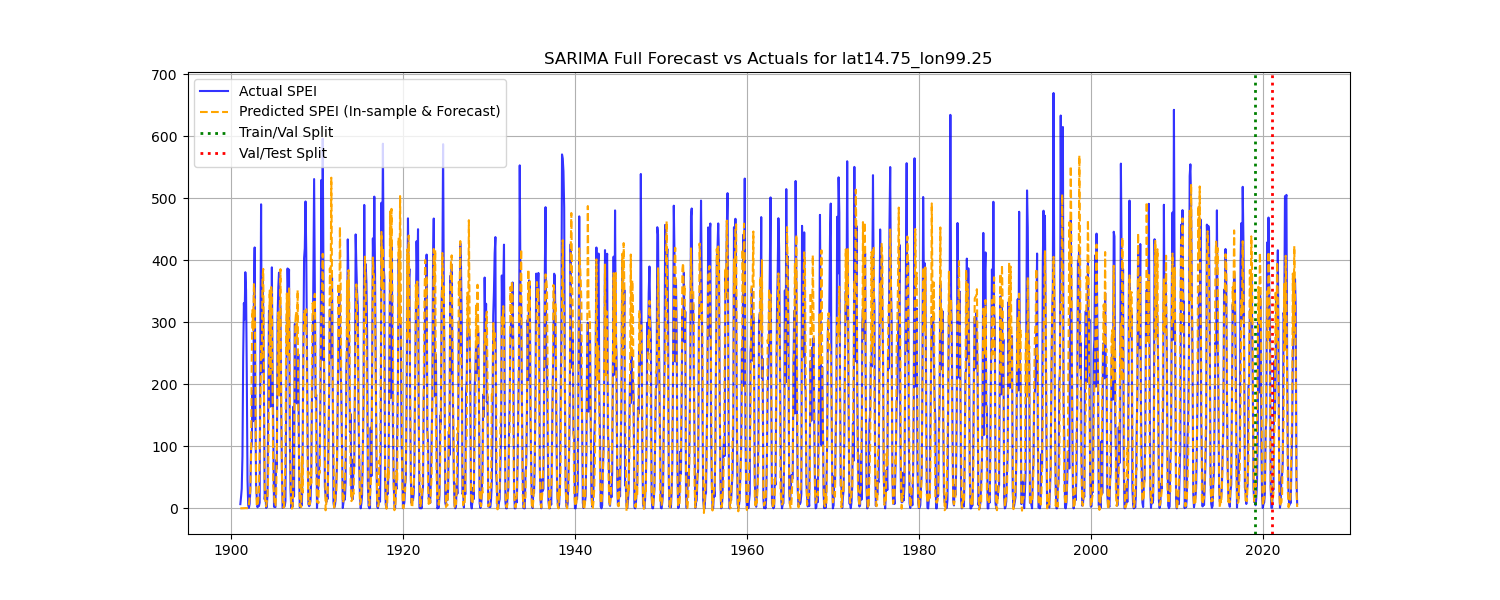 SARIMA Full Forecast vs Actuals for lat14.75_lon99.25
700
600
500
400
300
200
100
0
Actual SPEI
Predicted SPEI (In-sample & Forecast)
Train/Val Split
Val/Test Split
1900 1920 1940 1960 1980 2000 2020